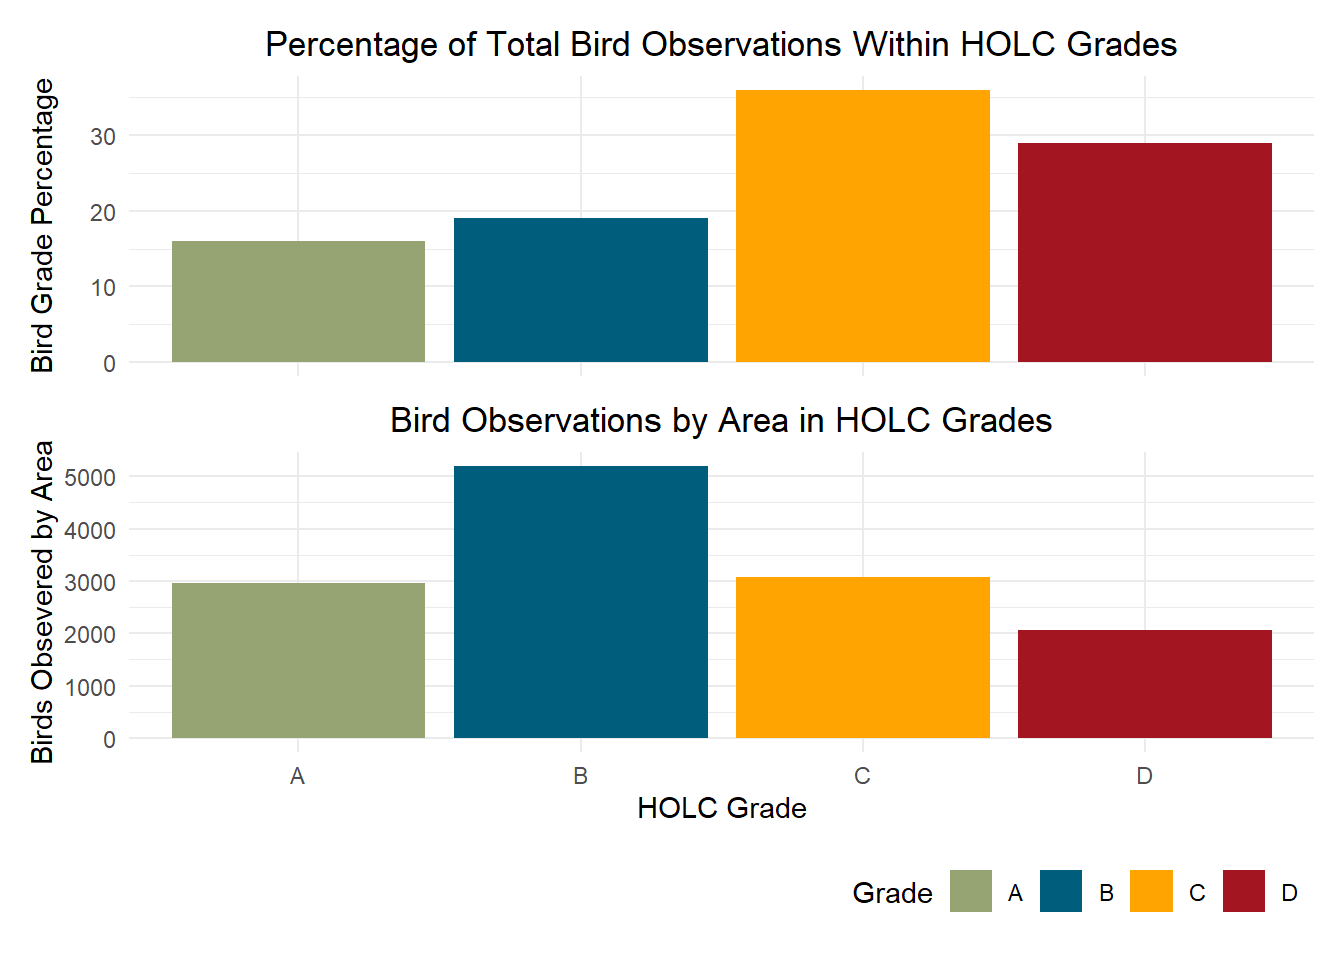 Percentage of Total Bird Observations Within HOLC Grades
Bird Grade Percentage
30
20
10
0
Bird Observations by Area in HOLC Grades
Birds Obsevered by Area
5000
4000
3000
2000
1000
0
A B C D
HOLC Grade
Grade A B C D